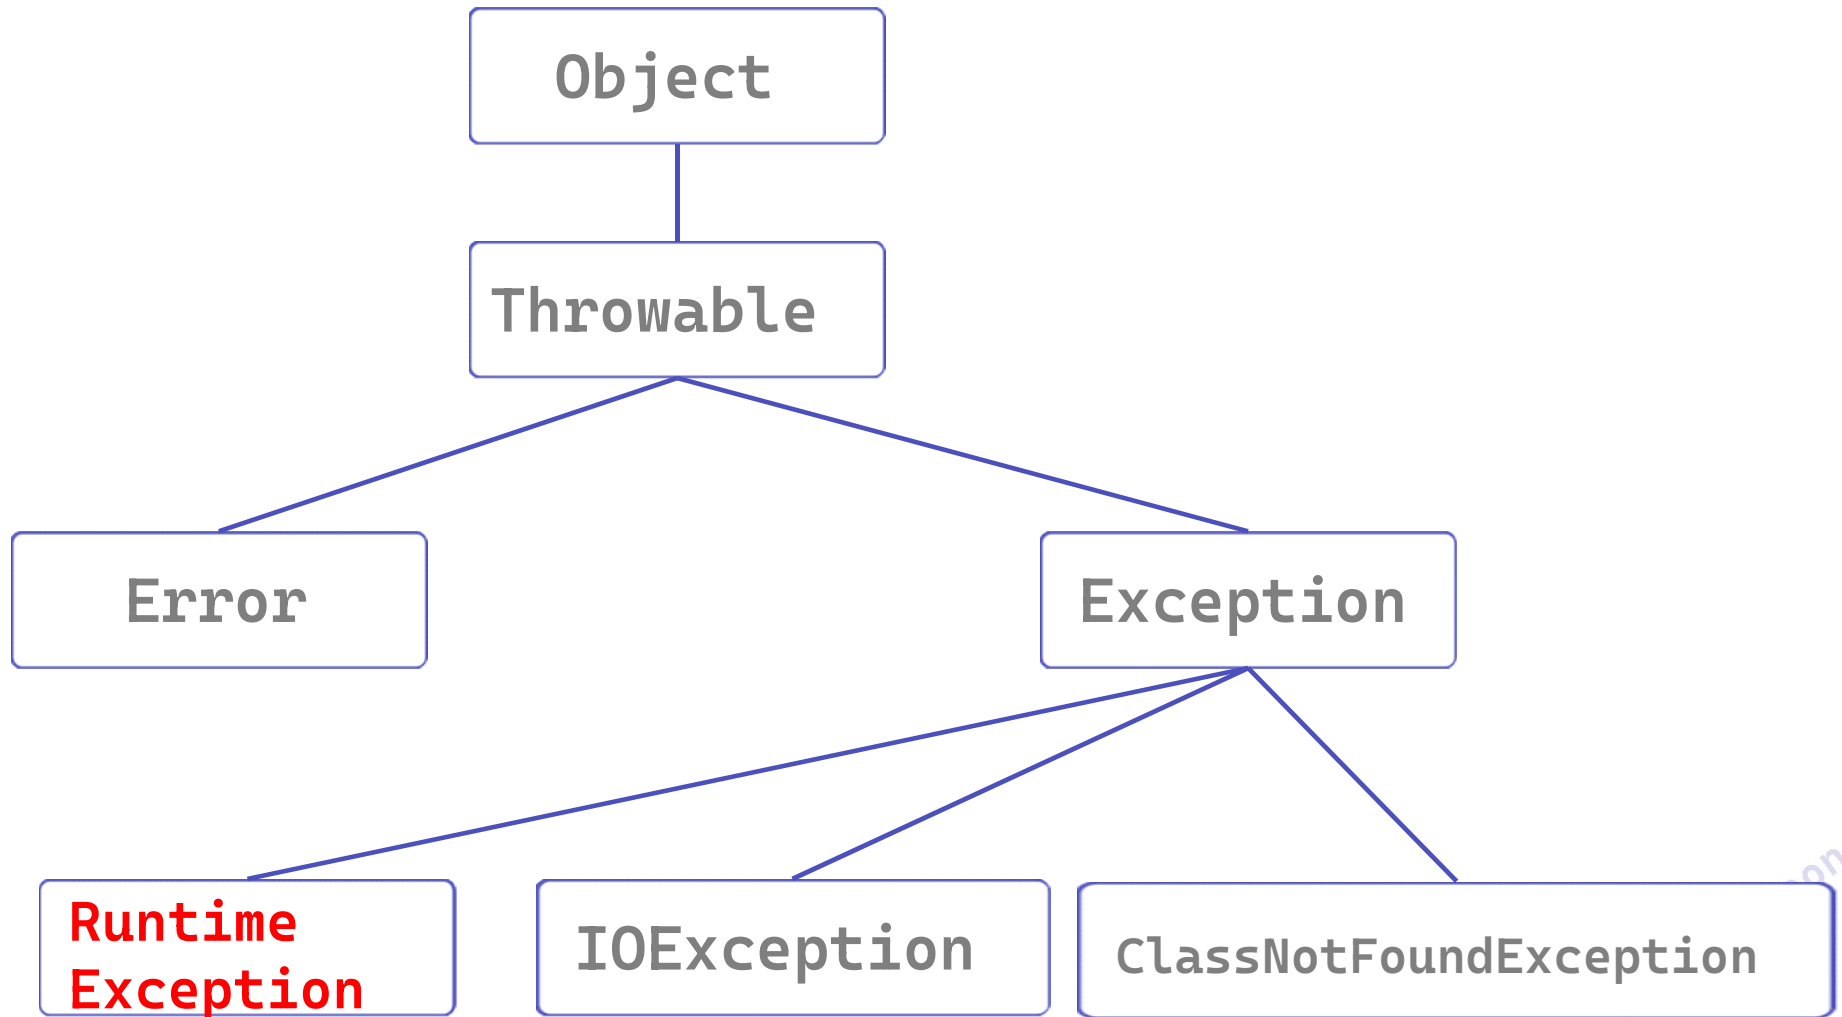 Object
Throwable
Error
Exception
Runtime
Exception
IOException
ClassNotFoundException